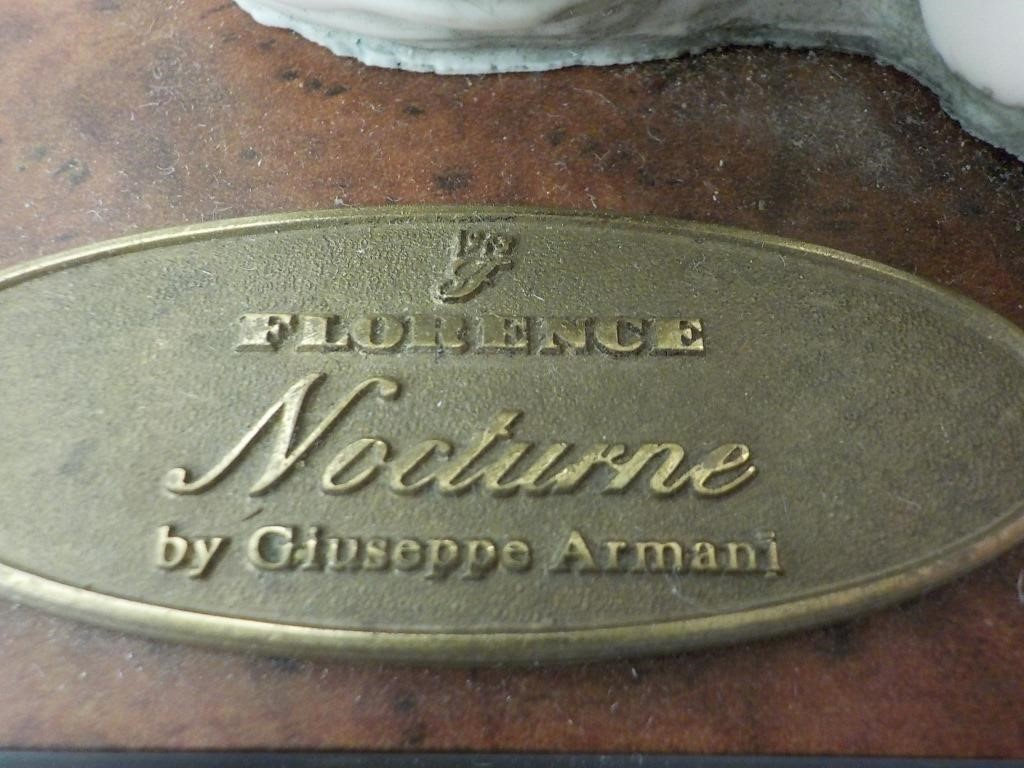 FLORENCE
Nocturne
by Giuseppe Armani